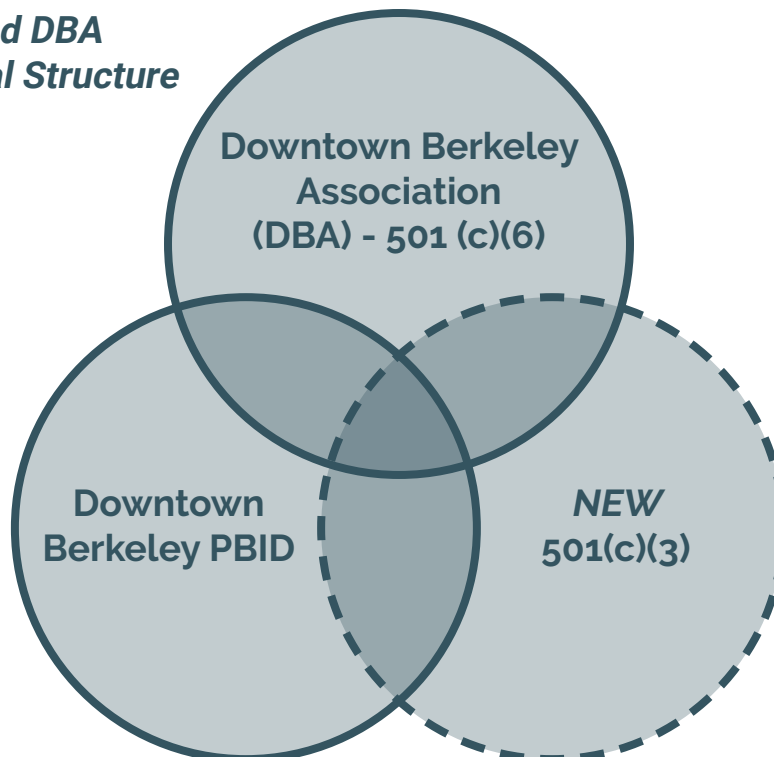 d DBA
l Structure
Downtown Berkeley
Association
(DBA) - 501 (c)(6)
Downtown
Berkeley PBID
NEW
501(c)(3)